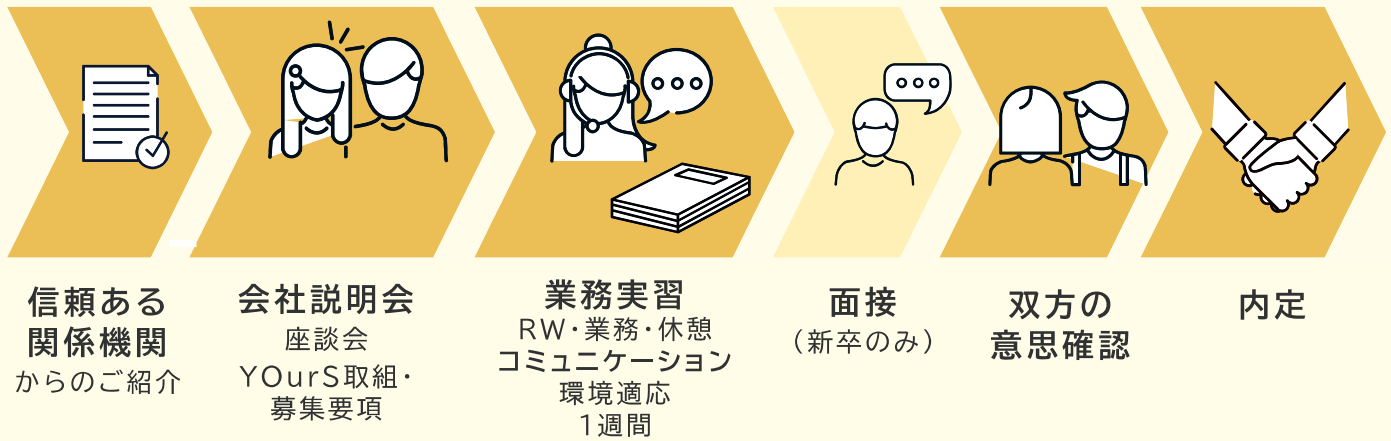 信頼ある
関係機関
からのご紹介
会社説明会
座談会
YOurS取組・
募集要項
業務実習
RW・業務・休憩
コミュニケーション
環境適応
1週間
面接
（新卒のみ）
双方の
意思確認
内定